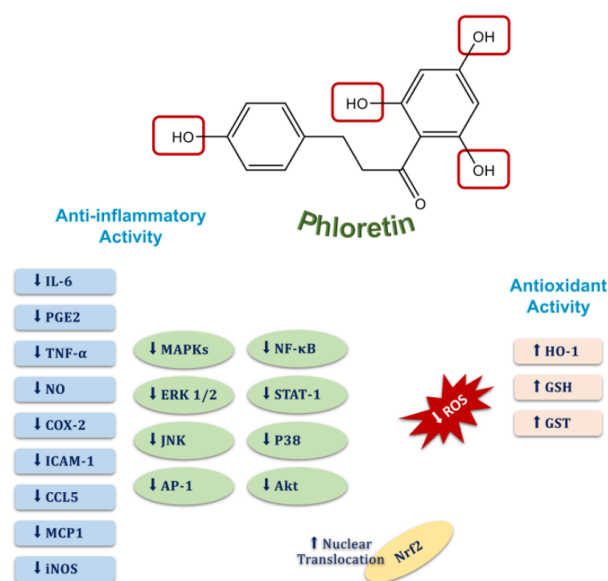 OH
HO
HO
OH
O
Phloretin
Anti-inflammatory
Activity
↓ IL-6
↓ PGE2
↓ TNF-α
↓ NO
↓ COX-2
↓ ICAM-1
↓ CCL5
↓ MCP1
↓ iNOS
↓ MAPKs
↓ NF-κB
↓ ERK 1/2
↓ STAT-1
↓ JNK
↓ P38
↓ AP-1
↓ Akt
↓ ROS
Antioxidant
Activity
↑ HO-1
↑ GSH
↑ GST
↑ Nuclear
Translocation
Nrf2